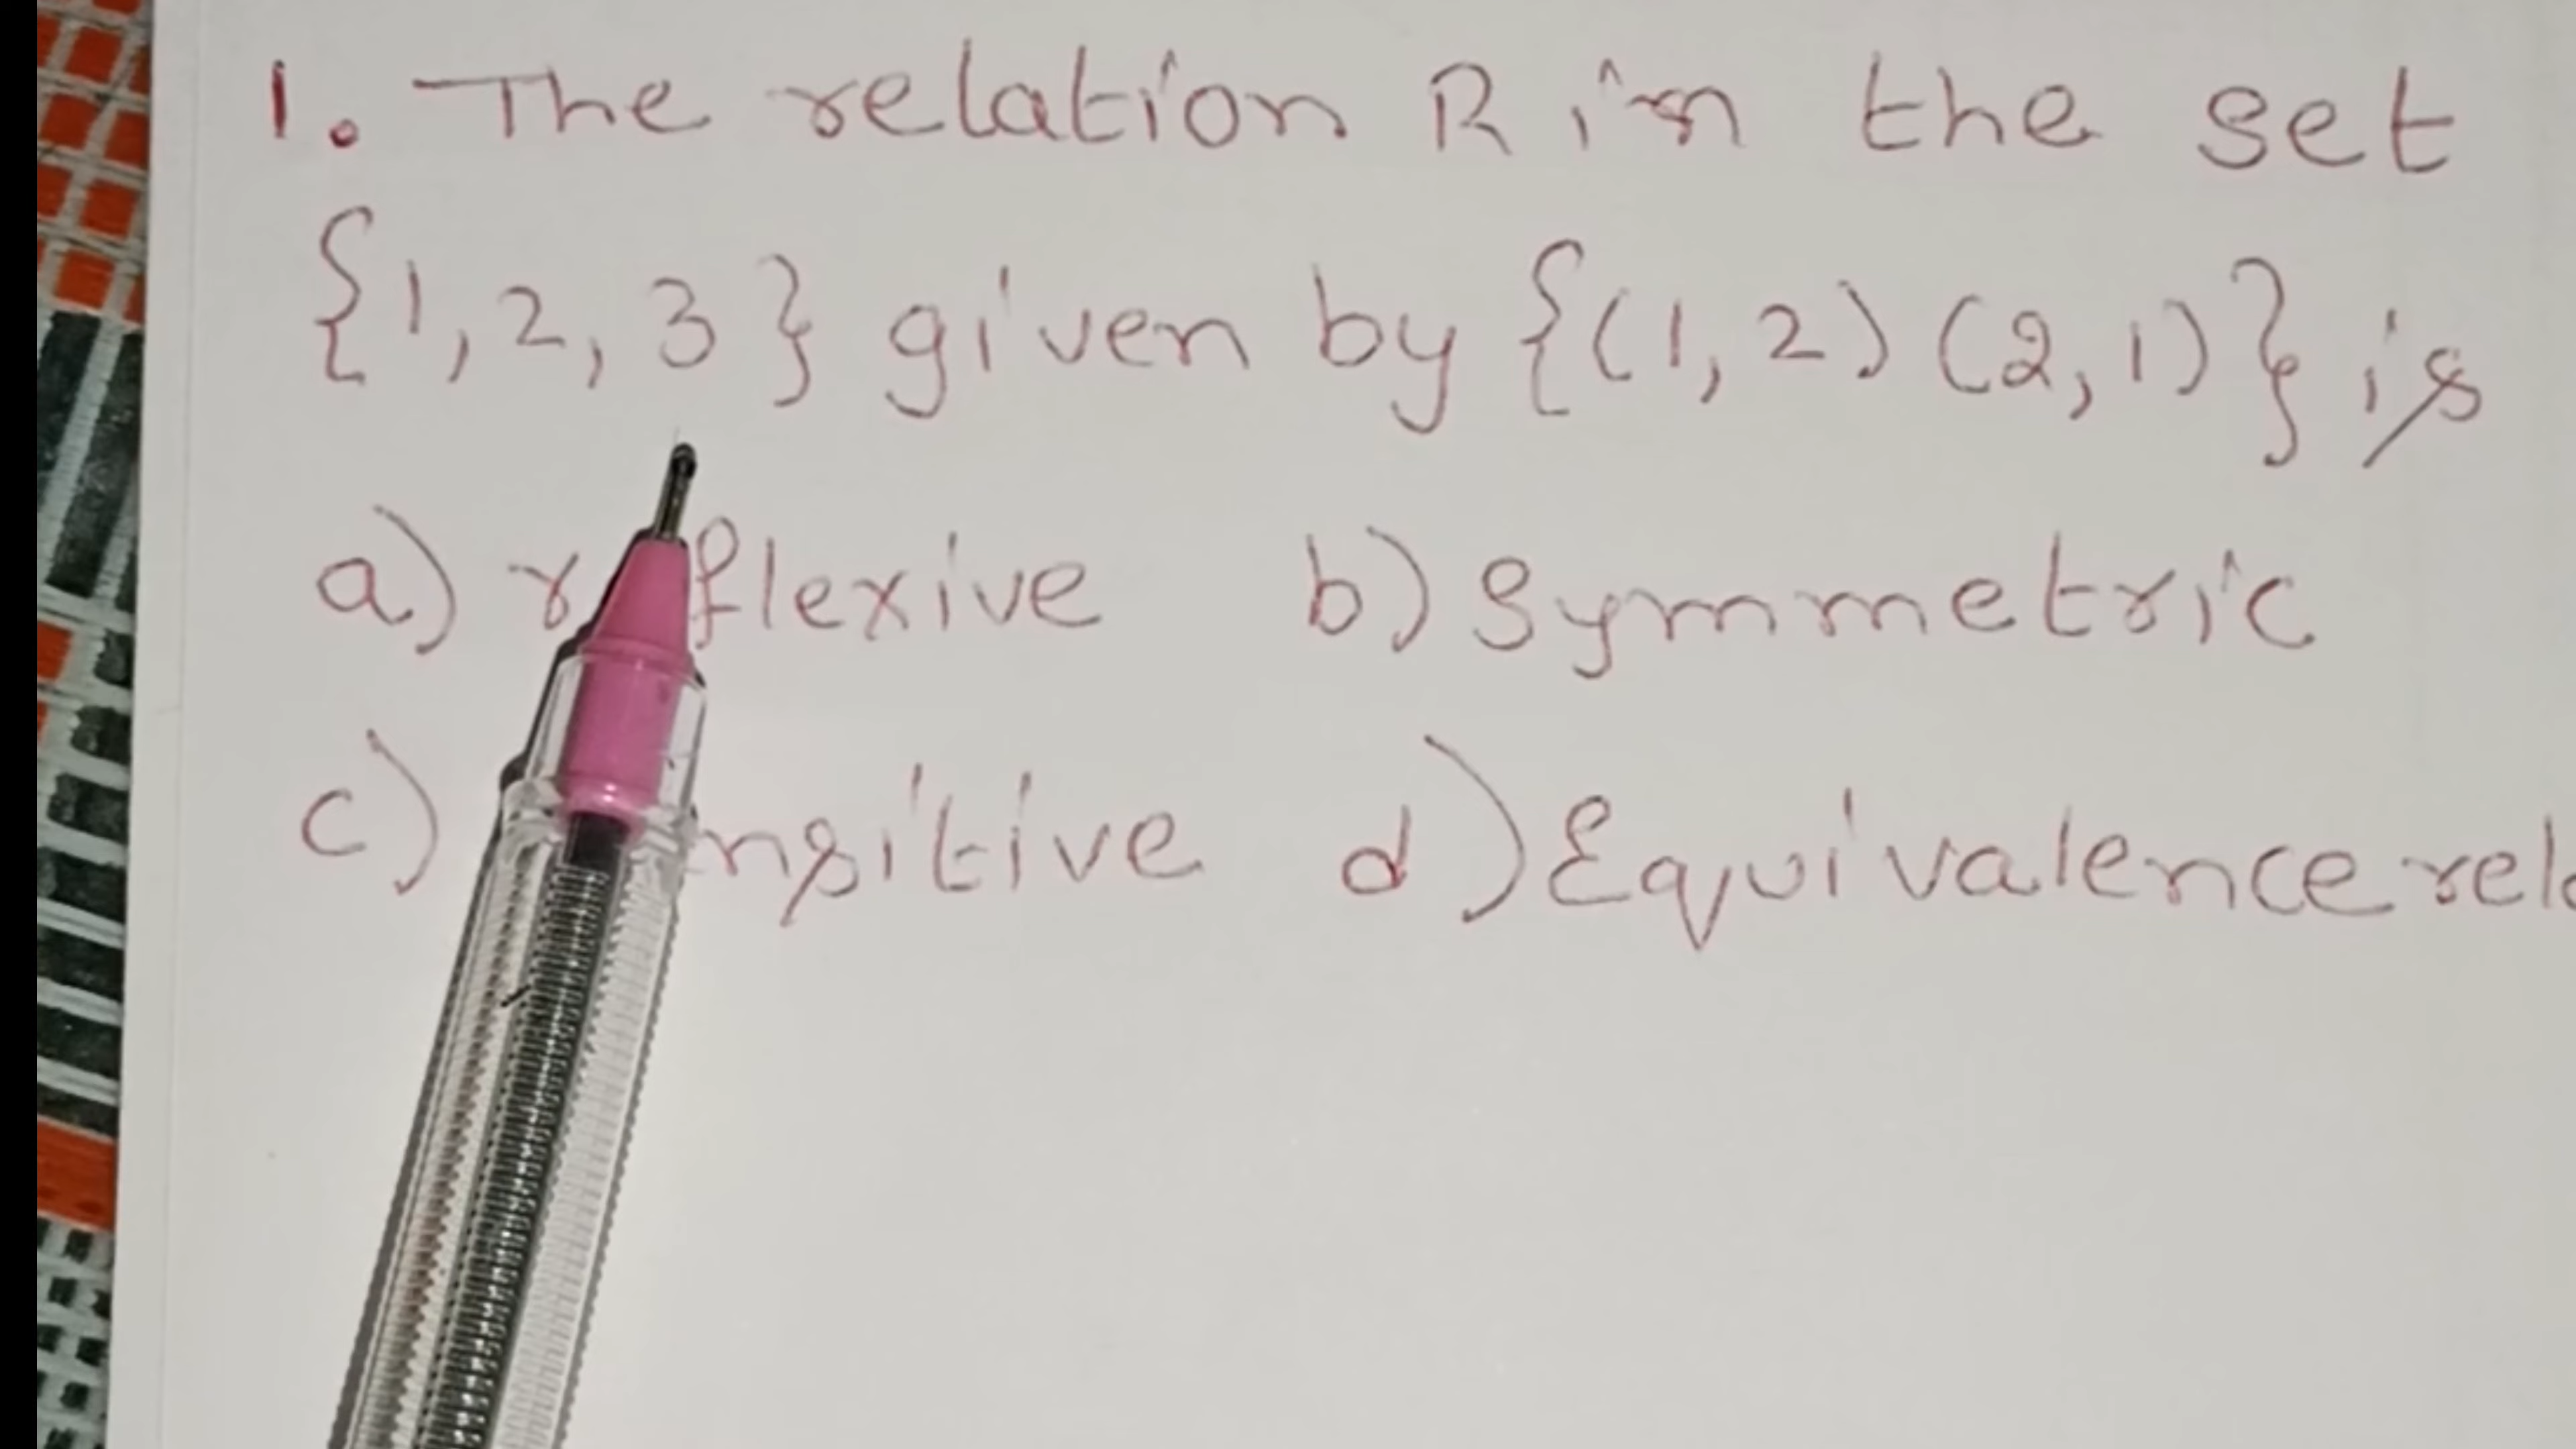 1. The relation R in the set
{1, 2, 3} given by {(1, 2) (2, 1)} is
a) flexive b) Symmetric
c) nsitive d) Equivalence rel